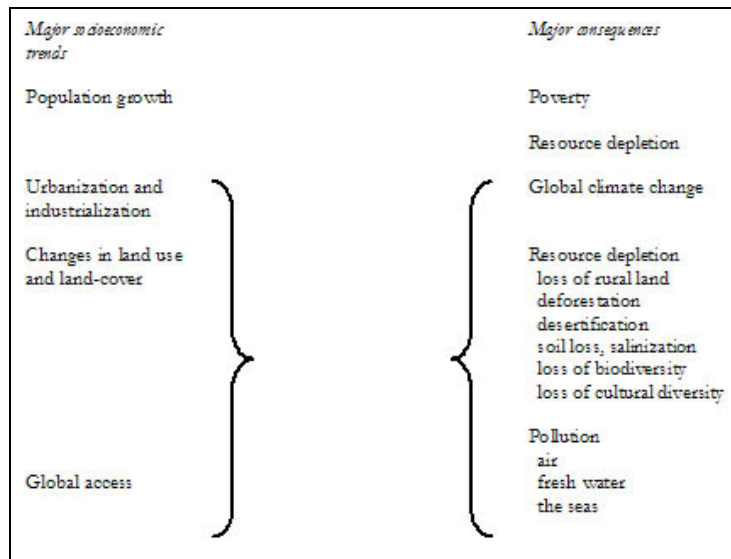 Major socioeconomic
trends
Major consequences
Population growth
Poverty
Resource depletion
Urbanization and
industrialization
Global climate change
Changes in land use
and land-cover
Resource depletion
loss of rural land
deforestation
desertification
soil loss, salinization
loss of biodiversity
loss of cultural diversity
Pollution
air
Global access
fresh water
the seas